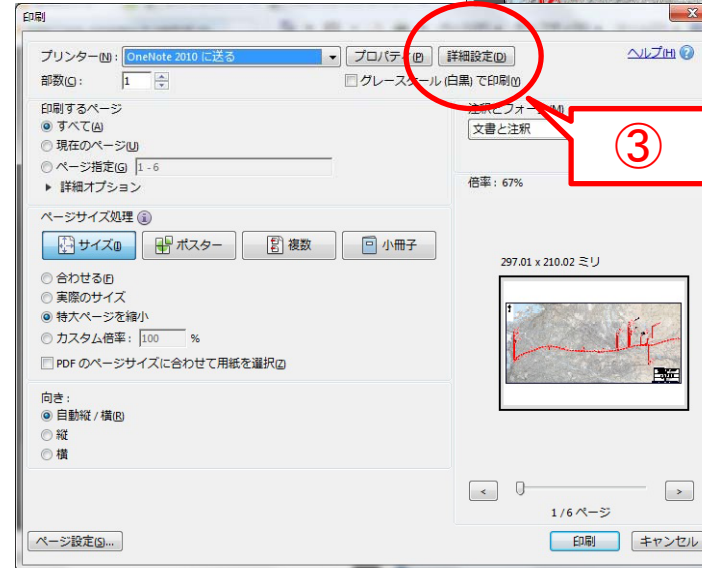 印刷
プリンター(N): OneNote 2010 に送る プロパティ(P) 詳細設定(D) ヘルプ(H)
部数(C): 1 グレースケール (白黒) で印刷(Y)
印刷するページ
すべて(A)
現在のページ(U)
ページ指定(G) 1 - 6
詳細オプション
注釈とフォーム(M)
文書と注釈
③
倍率: 67%
ページサイズ処理
サイズ(I) ポスター 複数 小冊子
合わせる(F)
実際のサイズ
特大ページを縮小
カスタム倍率: 100 %
PDF のページサイズに合わせて用紙を選択(Z)
297.01 x 210.02 ミリ
向き:
自動縦 / 横(R)
縦
横
< >
1 / 6 ページ
ページ設定(S)... 印刷 キャンセル